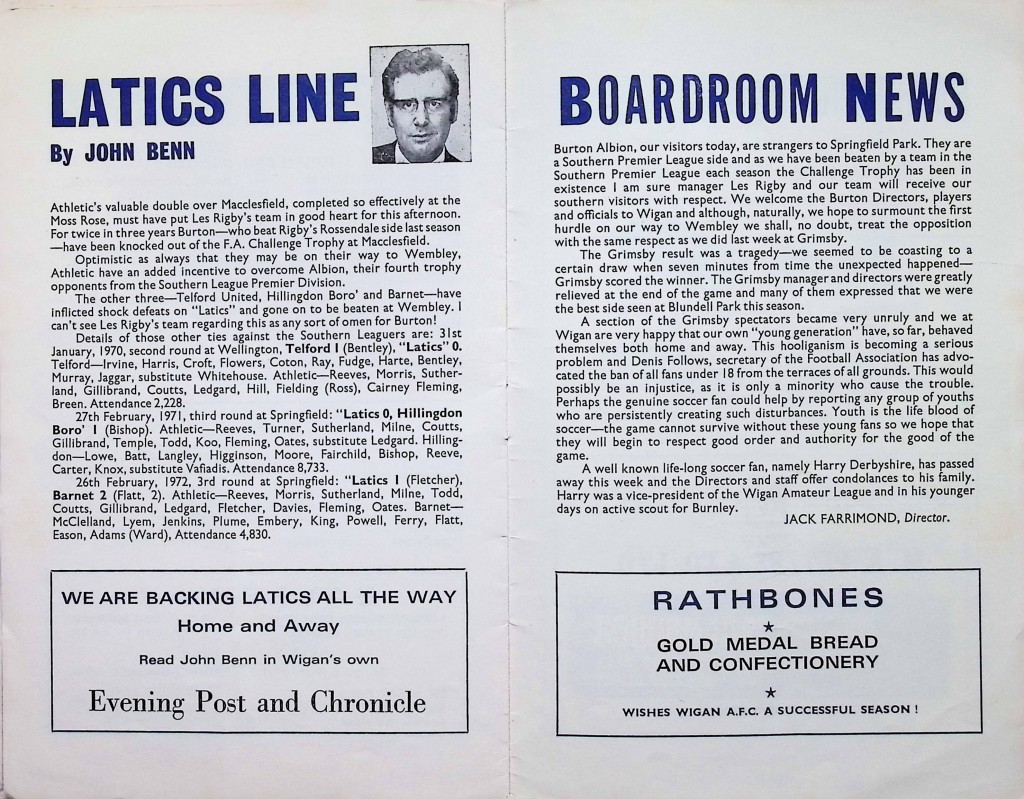 LATICS LINE
By JOHN BENN
Athletic's valuable double over Macclesfield, completed so effectively at the
Moss Rose, must have put Les Rigby's team in good heart for this afternoon.
For twice in three years Burton—who beat Rigby's Rossendale side last season
—have been knocked out of the F.A. Challenge Trophy at Macclesfield.
Optimistic as always that they may be on their way to Wembley,
Athletic have an added incentive to overcome Albion, their fourth trophy
opponents from the Southern League Premier Division.
The other three—Telford United, Hillingdon Boro' and Barnet—have
inflicted shock defeats on "Latics" and gone on to be beaten at Wembley. I
can't see Les Rigby's team regarding this as any sort of omen for Burton!
Details of those other ties against the Southern Leaguers are: 31st
January, 1970, second round at Wellington, Telford 1 (Bentley), "Latics" 0.
Telford—Irvine, Harris, Croft, Flowers, Coton, Ray, Fudge, Harte, Bentley,
Murray, Jaggar, substitute Whitehouse. Athletic—Reeves, Morris, Suther-
land, Gillibrand, Coutts, Ledgard, Hill, Fielding (Ross), Cairney Fleming,
Breen. Attendance 2,228.
27th February, 1971, third round at Springfield: "Latics 0, Hillingdon
Boro' 1 (Bishop). Athletic—Reeves, Turner, Sutherland, Milne, Coutts,
Gillibrand, Temple, Todd, Koo, Fleming, Oates, substitute Ledgard. Hilling-
don—Lowe, Batt, Langley, Higginson, Moore, Fairchild, Bishop, Reeve,
Carter, Knox, substitute Vafiadis. Attendance 8,733.
26th February, 1972, 3rd round at Springfield: "Latics 1 (Fletcher),
Barnet 2 (Flatt, 2). Athletic—Reeves, Morris, Sutherland, Milne, Todd,
Coutts, Gillibrand, Ledgard, Fletcher, Davies, Fleming, Oates. Barnet—
McClelland, Lyem, Jenkins, Plume, Embery, King, Powell, Ferry, Flatt,
Eason, Adams (Ward), Attendance 4,830.
WE ARE BACKING LATICS ALL THE WAY
Home and Away
Read John Benn in Wigan's own
Evening Post and Chronicle
BOARDROOM NEWS
Burton Albion, our visitors today, are strangers to Springfield Park. They are
a Southern Premier League side and as we have been beaten by a team in the
Southern Premier League each season the Challenge Trophy has been in
existence I am sure manager Les Rigby and our team will receive our
southern visitors with respect. We welcome the Burton Directors, players
and officials to Wigan and although, naturally, we hope to surmount the first
hurdle on our way to Wembley we shall, no doubt, treat the opposition
with the same respect as we did last week at Grimsby.
The Grimsby result was a tragedy—we seemed to be coasting to a
certain draw when seven minutes from time the unexpected happened—
Grimsby scored the winner. The Grimsby manager and directors were greatly
relieved at the end of the game and many of them expressed that we were
the best side seen at Blundell Park this season.
A section of the Grimsby spectators became very unruly and we at
Wigan are very happy that our own "young generation" have, so far, behaved
themselves both home and away. This hooliganism is becoming a serious
problem and Denis Follows, secretary of the Football Association has advo-
cated the ban of all fans under 18 from the terraces of all grounds. This would
possibly be an injustice, as it is only a minority who cause the trouble.
Perhaps the genuine soccer fan could help by reporting any group of youths
who are persistently creating such disturbances. Youth is the life blood of
soccer—the game cannot survive without these young fans so we hope that
they will begin to respect good order and authority for the good of the
game.
A well known life-long soccer fan, namely Harry Derbyshire, has passed
away this week and the Directors and staff offer condolances to his family.
Harry was a vice-president of the Wigan Amateur League and in his younger
days on active scout for Burnley.
JACK FARRIMOND, Director.
RATHBONES
★
GOLD MEDAL BREAD
AND CONFECTIONERY
★
WISHES WIGAN A.F.C. A SUCCESSFUL SEASON !